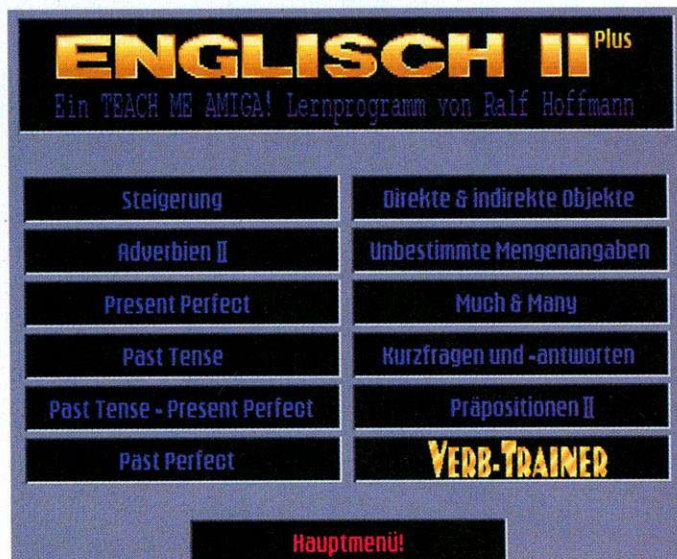 ENGLISCH II Plus
Ein TEACH ME AMIGA! Lernprogramm von Ralf Hoffmann
Steigerung
Direkte & indirekte Objekte
Adverbien II
Unbestimmte Mengenangaben
Present Perfect
Much & Many
Past Tense
Kurzfragen und -antworten
Past Tense - Present Perfect
Präpositionen II
Past Perfect
VERB-TRAINER
Hauptmenü!